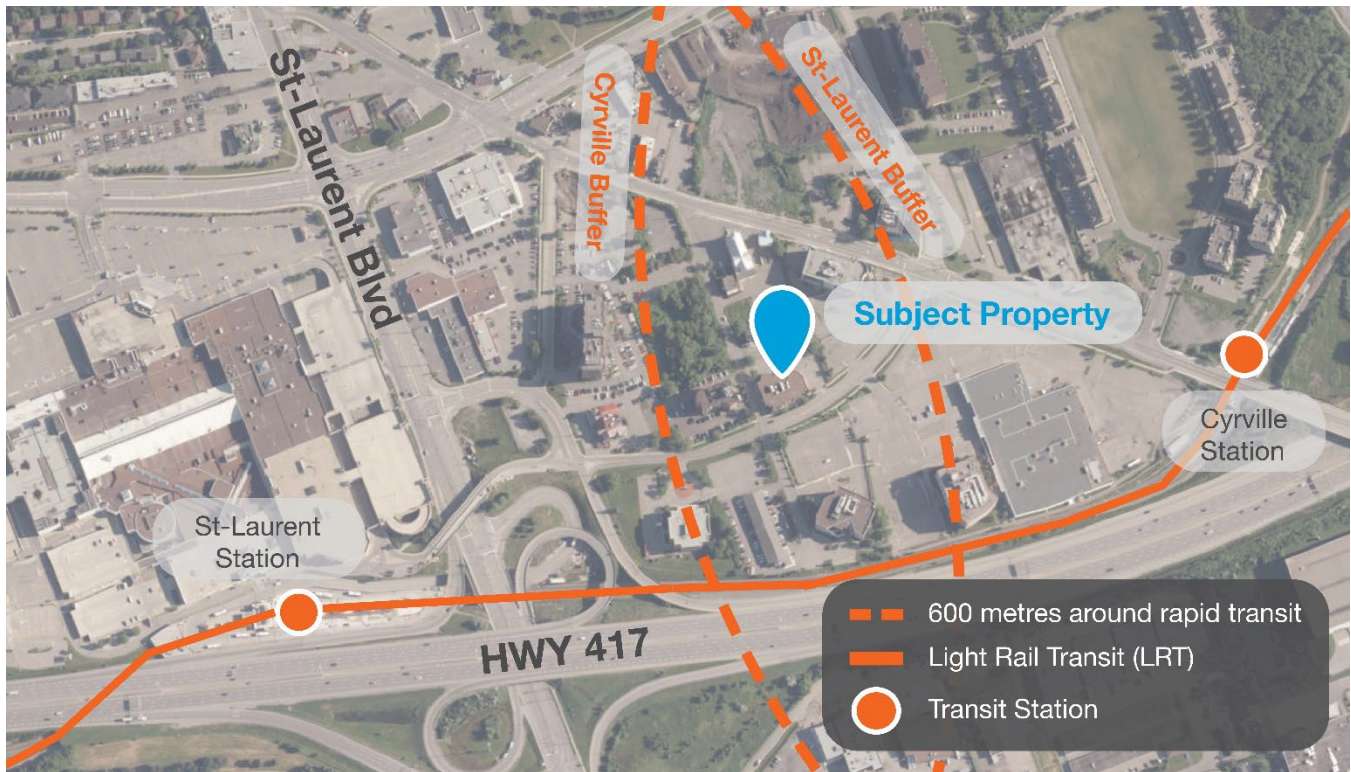 St-Laurent Blvd
Cyrville Buffer
St-Laurent Buffer
Subject Property
Cyrville
Station
St-Laurent
Station
HWY 417
600 metres around rapid transit
Light Rail Transit (LRT)
Transit Station